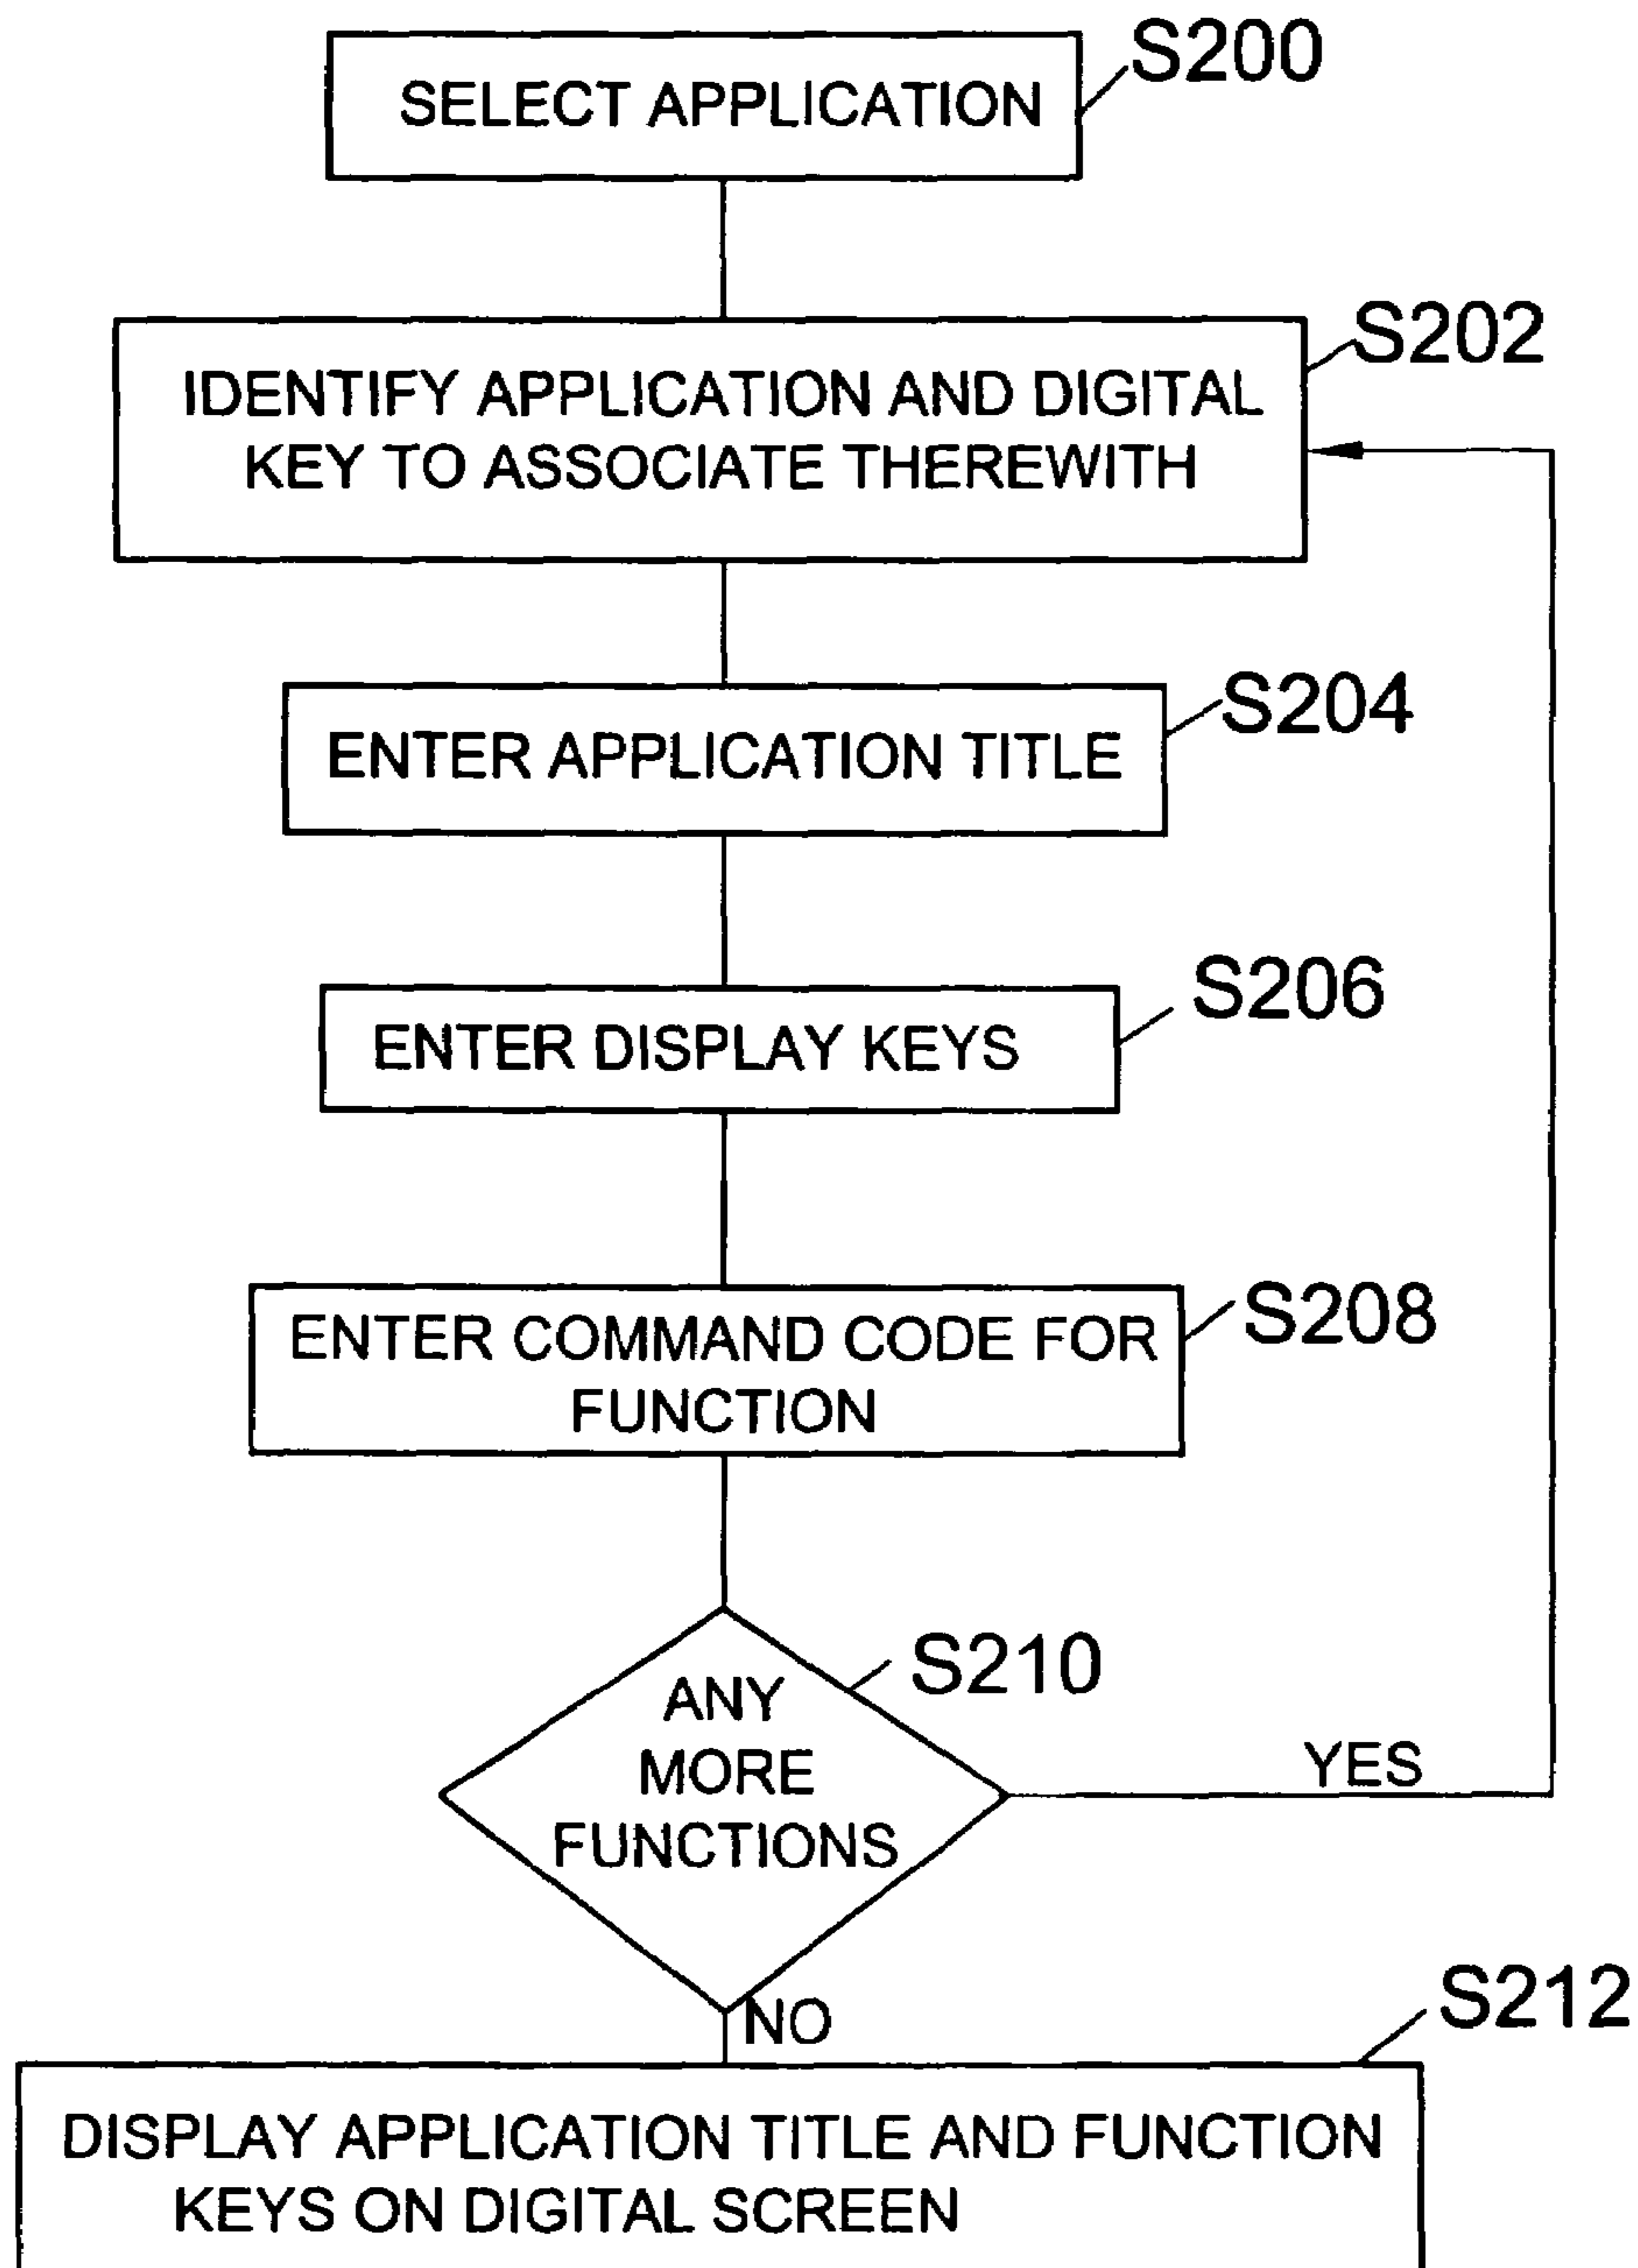 S200
SELECT APPLICATION
S202
IDENTIFY APPLICATION AND DIGITAL
KEY TO ASSOCIATE THEREWITH
S204
ENTER APPLICATION TITLE
S206
ENTER DISPLAY KEYS
S208
ENTER COMMAND CODE FOR
FUNCTION
S210
ANY
MORE
FUNCTIONS
YES
NO
S212
DISPLAY APPLICATION TITLE AND FUNCTION
KEYS ON DIGITAL SCREEN